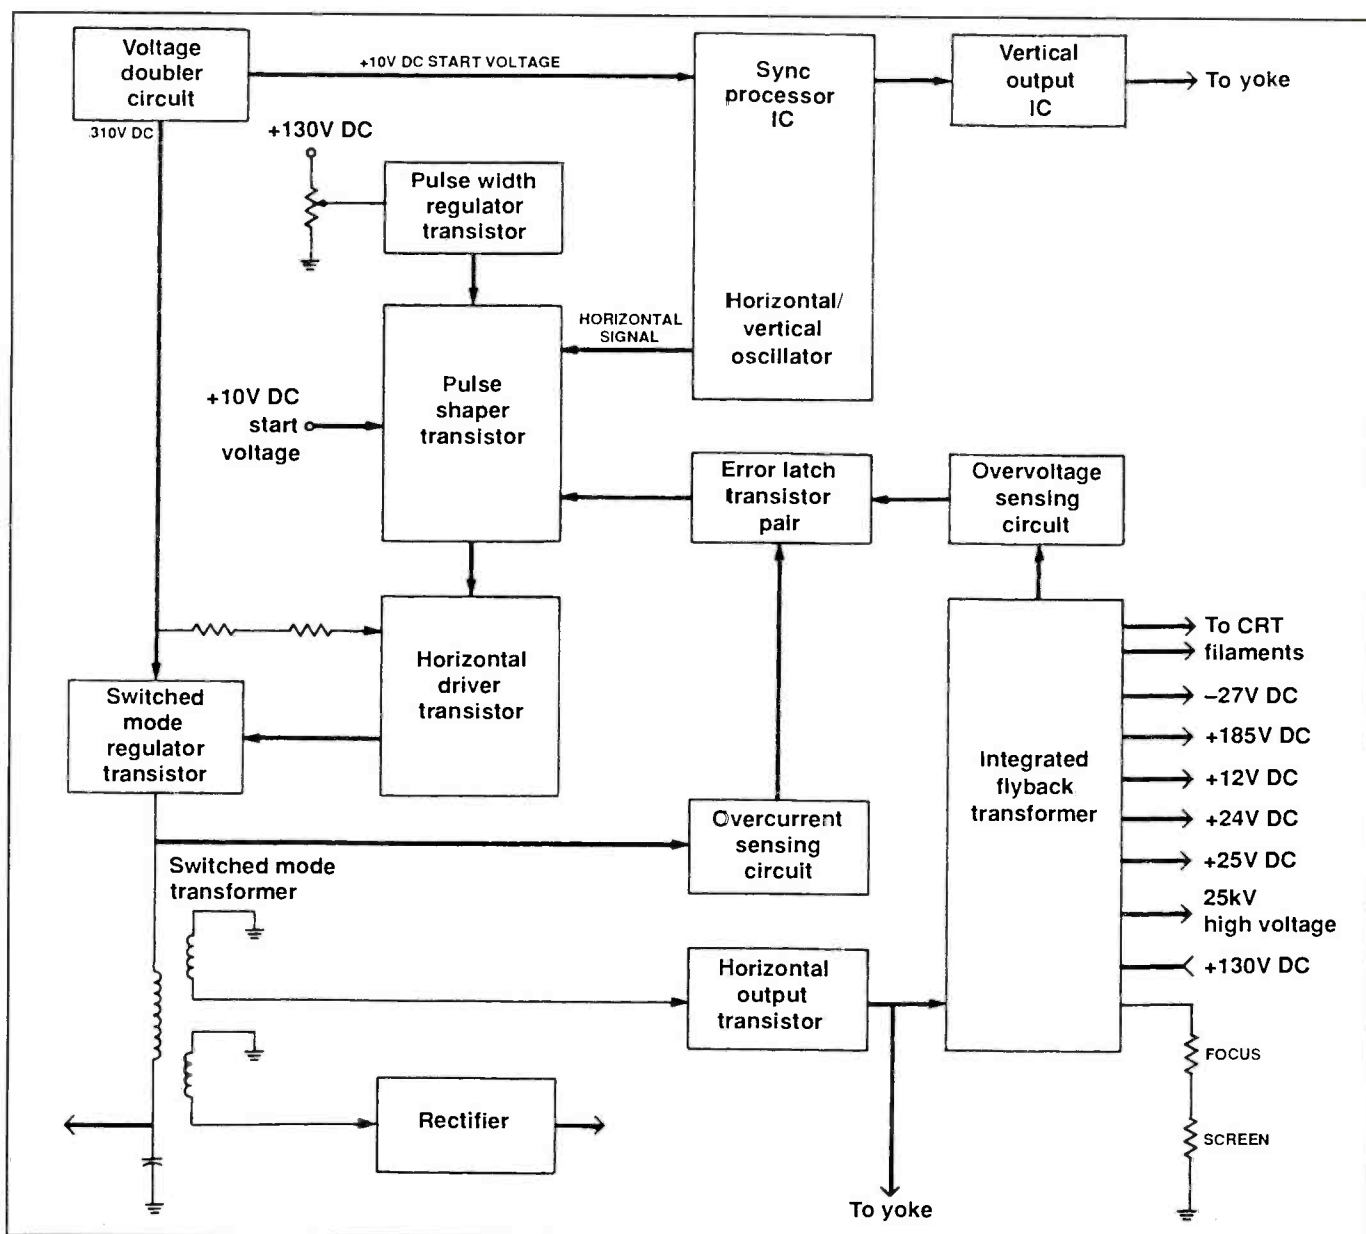 Voltage
doubler
circuit
+10V DC START VOLTAGE
Sync
processor
IC
Vertical
output
IC
To yoke
310V DC
+130V DC
Pulse width
regulator
transistor
Horizontal/
vertical
oscillator
HORIZONTAL
SIGNAL
Pulse
shaper
transistor
+10V DC
start
voltage
Error latch
transistor
pair
Overvoltage
sensing
circuit
Horizontal
driver
transistor
Switched
mode
regulator
transistor
Integrated
flyback
transformer
To CRT
filaments
–27V DC
+185V DC
+12V DC
+24V DC
+25V DC
25kV
high voltage
+130V DC
Overcurrent
sensing
circuit
Switched mode
transformer
Horizontal
output
transistor
FOCUS
Rectifier
SCREEN
To yoke